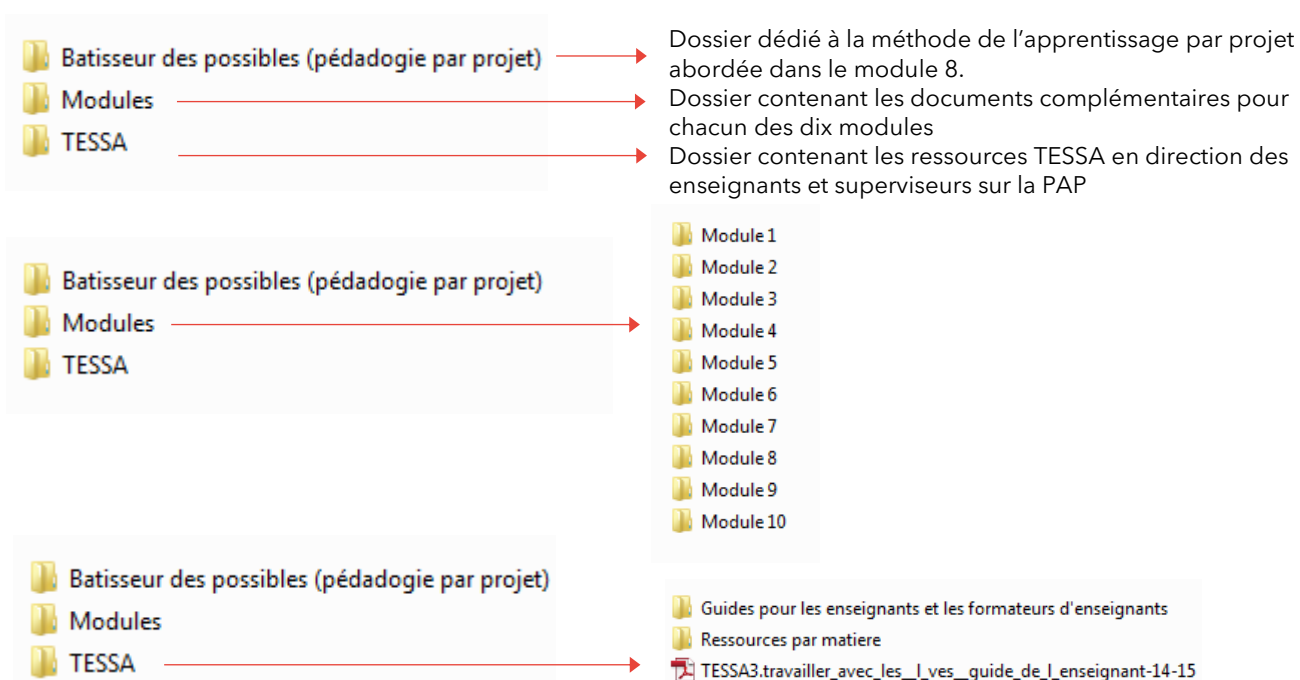 Batisseur des possibles (pédadogie par projet)
Modules
TESSA
Dossier dédié à la méthode de l’apprentissage par projet
abordée dans le module 8.
Dossier contenant les documents complémentaires pour
chacun des dix modules
Dossier contenant les ressources TESSA en direction des
enseignants et superviseurs sur la PAP
Batisseur des possibles (pédadogie par projet)
Modules
TESSA
Module 1
Module 2
Module 3
Module 4
Module 5
Module 6
Module 7
Module 8
Module 9
Module 10
Batisseur des possibles (pédadogie par projet)
Modules
TESSA
Guides pour les enseignants et les formateurs d'enseignants
Ressources par matiere
TESSA3.travailler_avec_les__l_ves__guide_de_l_enseignant-14-15